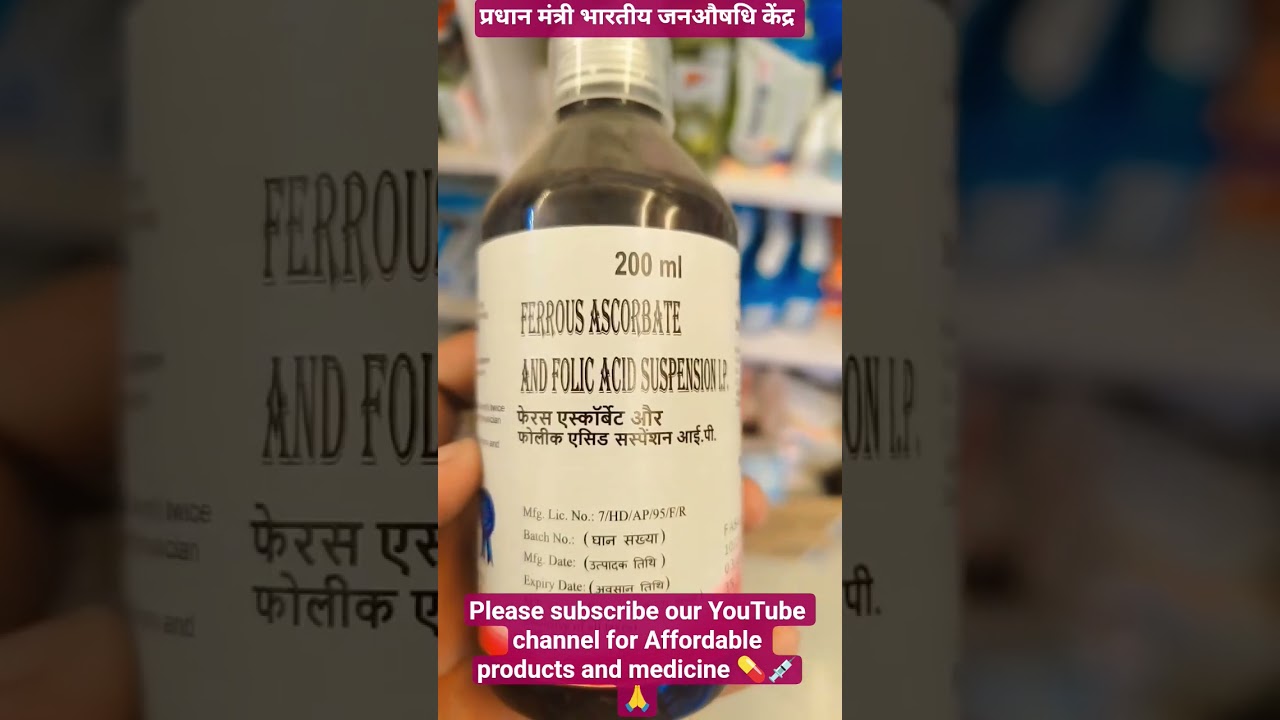 प्रधान मंत्री भारतीय जनऔषधि केंद्र
200 ml
FERROUS ASCORBATE
AND FOLIC ACID SUSPENSION I.P.
फेरस एस्कॉर्बेट और
फोलीक एसिड सस्पेंशन आई.पी.
Mfg. Lic. No.: 7/HD/AP/95/F/R
Batch No.: (घान सख्या)
Mfg. Date: (उत्पादक तिथि)
Expiry Date: (अवसान तिथि)
Please subscribe our YouTube
channel for Affordable
products and medicine 💊💉
🙏